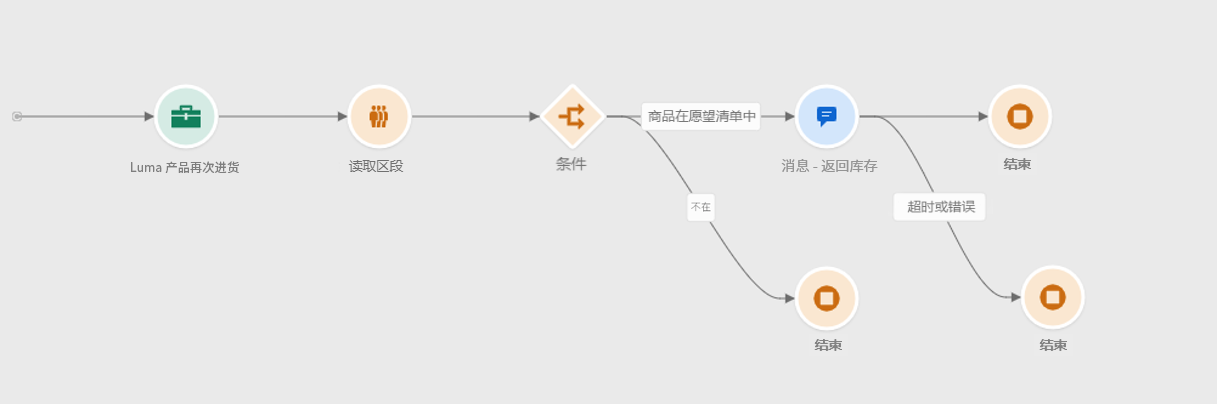 商品在愿望清单中
Luma 产品再次进货
读取区段
条件
消息 - 返回库存
结束
不在
超时或错误
结束
结束